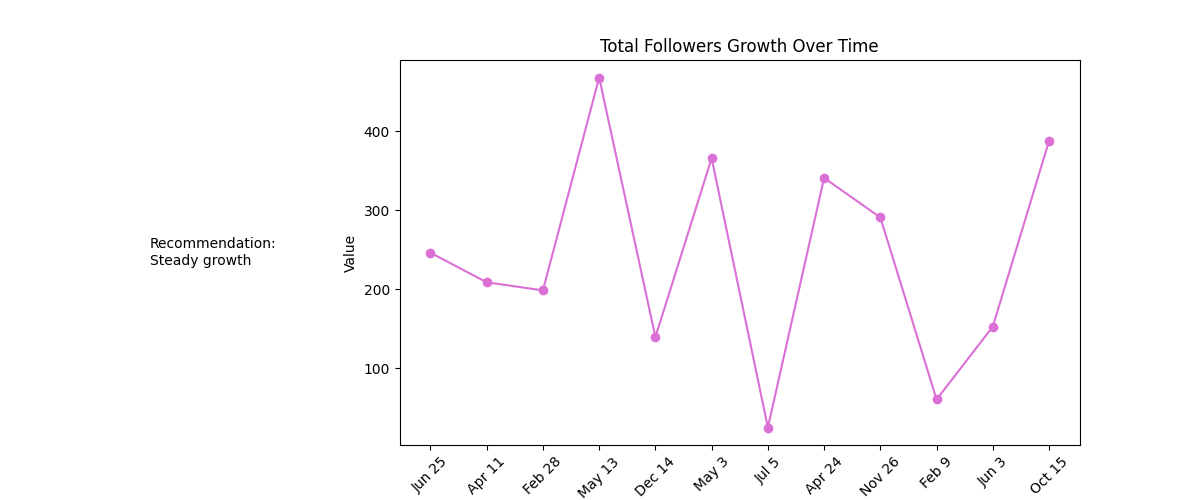 Total Followers Growth Over Time
Recommendation:
Steady growth
Value
400
300
200
100
Jun 25
Apr 11
Feb 28
May 13
Dec 14
May 3
Jul 5
Apr 24
Nov 26
Feb 9
Jun 3
Oct 15